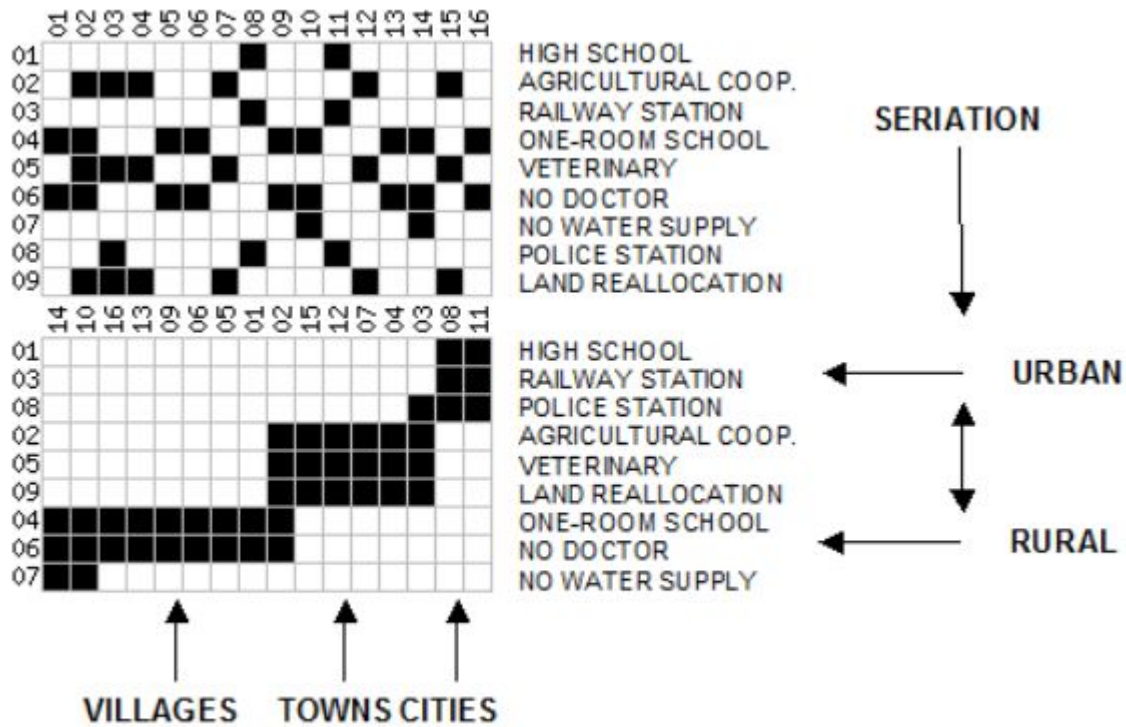 01 02 03 04 05 06 07 08 09 10 11 12 13 14 15 16
01 HIGH SCHOOL
02 AGRICULTURAL COOP.
03 RAILWAY STATION
04 ONE-ROOM SCHOOL
05 VETERINARY
06 NO DOCTOR
07 NO WATER SUPPLY
08 POLICE STATION
09 LAND REALLOCATION
SERIATION
14 10 16 13 09 06 05 01 02 15 12 07 04 03 08 11
01 HIGH SCHOOL
03 RAILWAY STATION
08 POLICE STATION
02 AGRICULTURAL COOP.
05 VETERINARY
09 LAND REALLOCATION
04 ONE-ROOM SCHOOL
06 NO DOCTOR
07 NO WATER SUPPLY
URBAN
RURAL
VILLAGES TOWNS CITIES